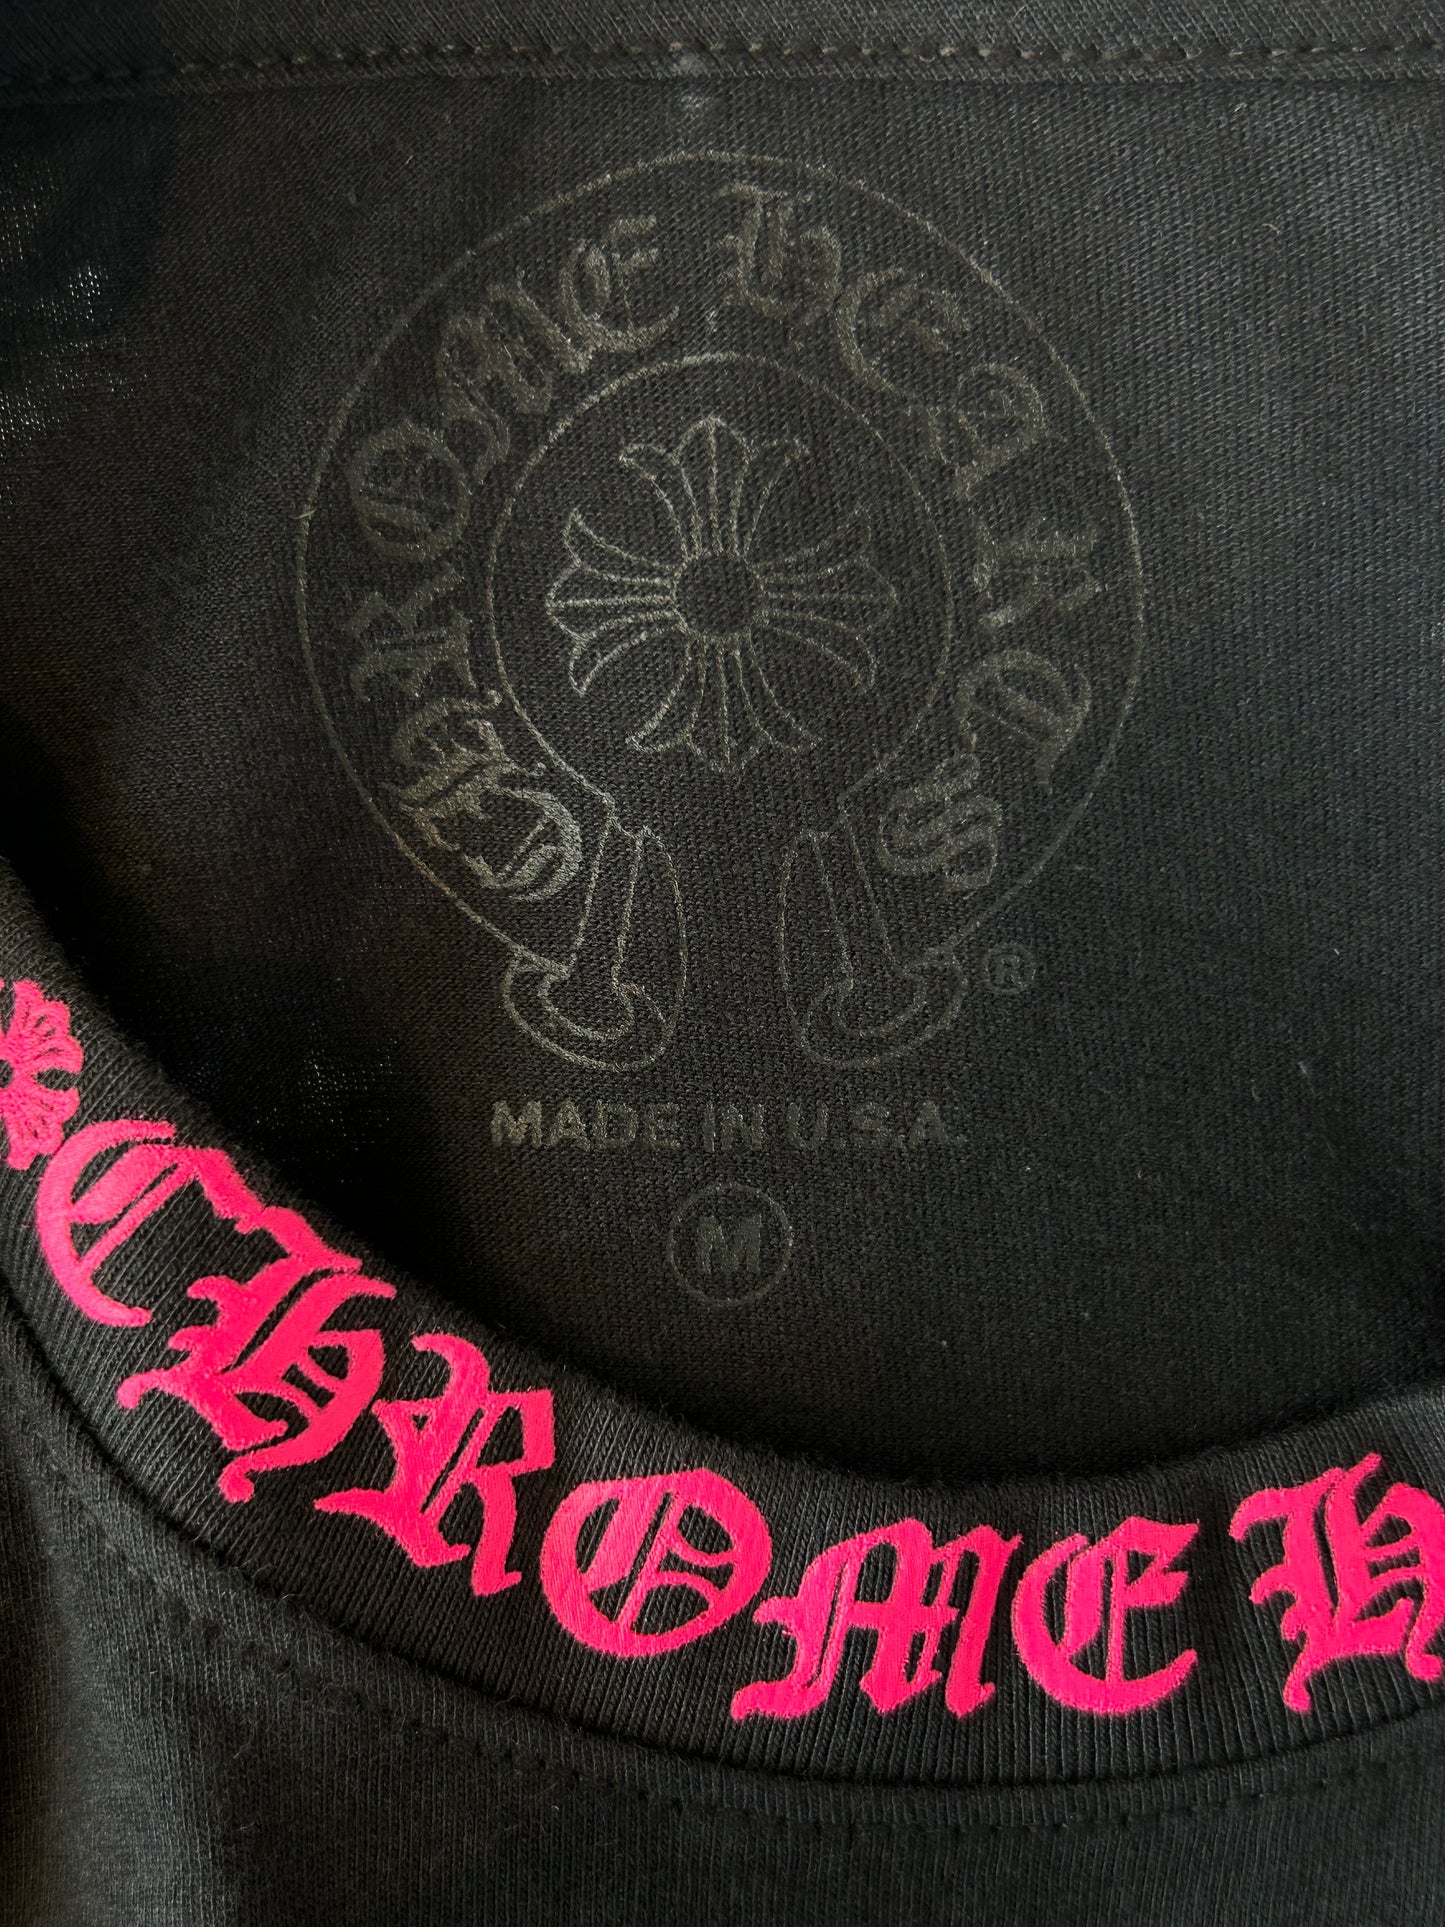 CHROME HEARTS
®
MADE IN U.S.A.
M
CHROME H